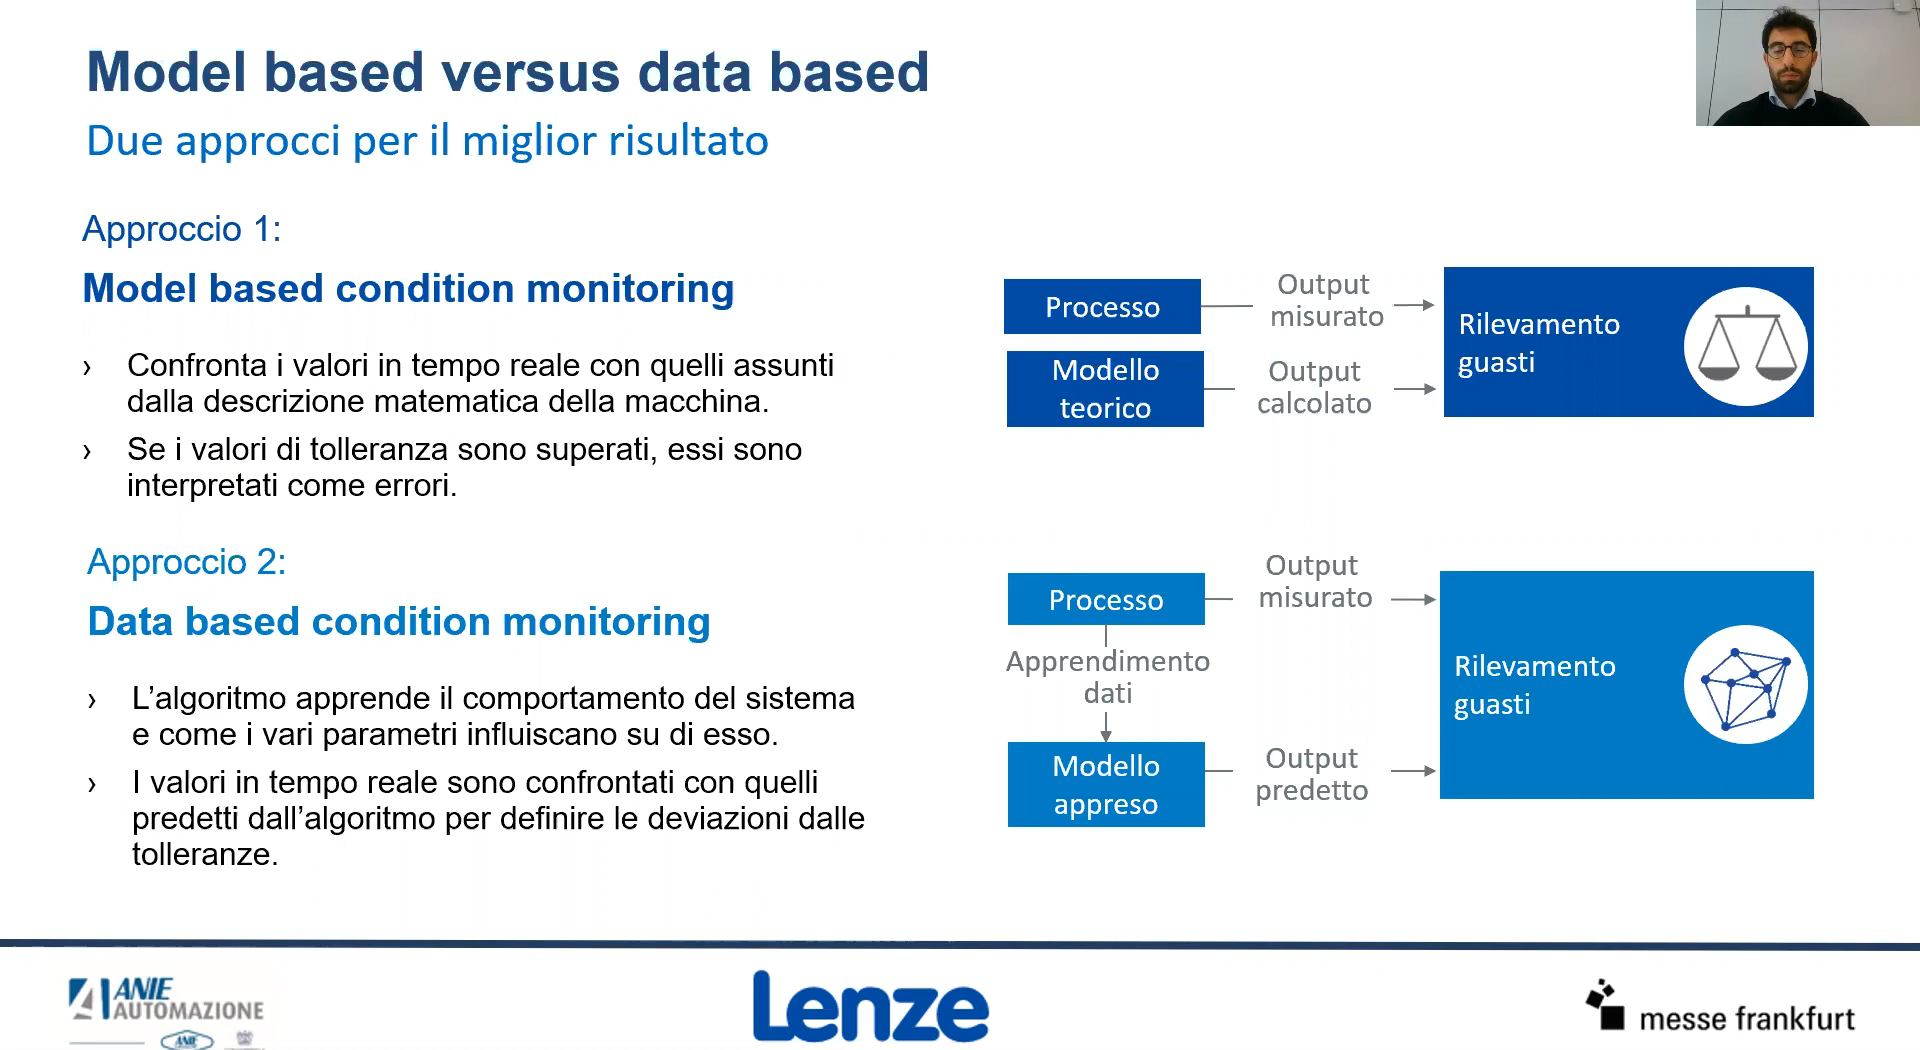 Model based versus data based
Due approcci per il miglior risultato
Approccio 1:
Model based condition monitoring
› Confronta i valori in tempo reale con quelli assunti
dalla descrizione matematica della macchina.
› Se i valori di tolleranza sono superati, essi sono
interpretati come errori.
Processo
Output
misurato
Modello
teorico
Output
calcolato
Rilevamento
guasti
Approccio 2:
Data based condition monitoring
› L’algoritmo apprende il comportamento del sistema
e come i vari parametri influiscano su di esso.
› I valori in tempo reale sono confrontati con quelli
predetti dall’algoritmo per definire le deviazioni dalle
tolleranze.
Processo
Output
misurato
Apprendimento
dati
Modello
appreso
Output
predetto
Rilevamento
guasti
ANIE
AUTOMAZIONE
ANIE
Lenze
messe frankfurt